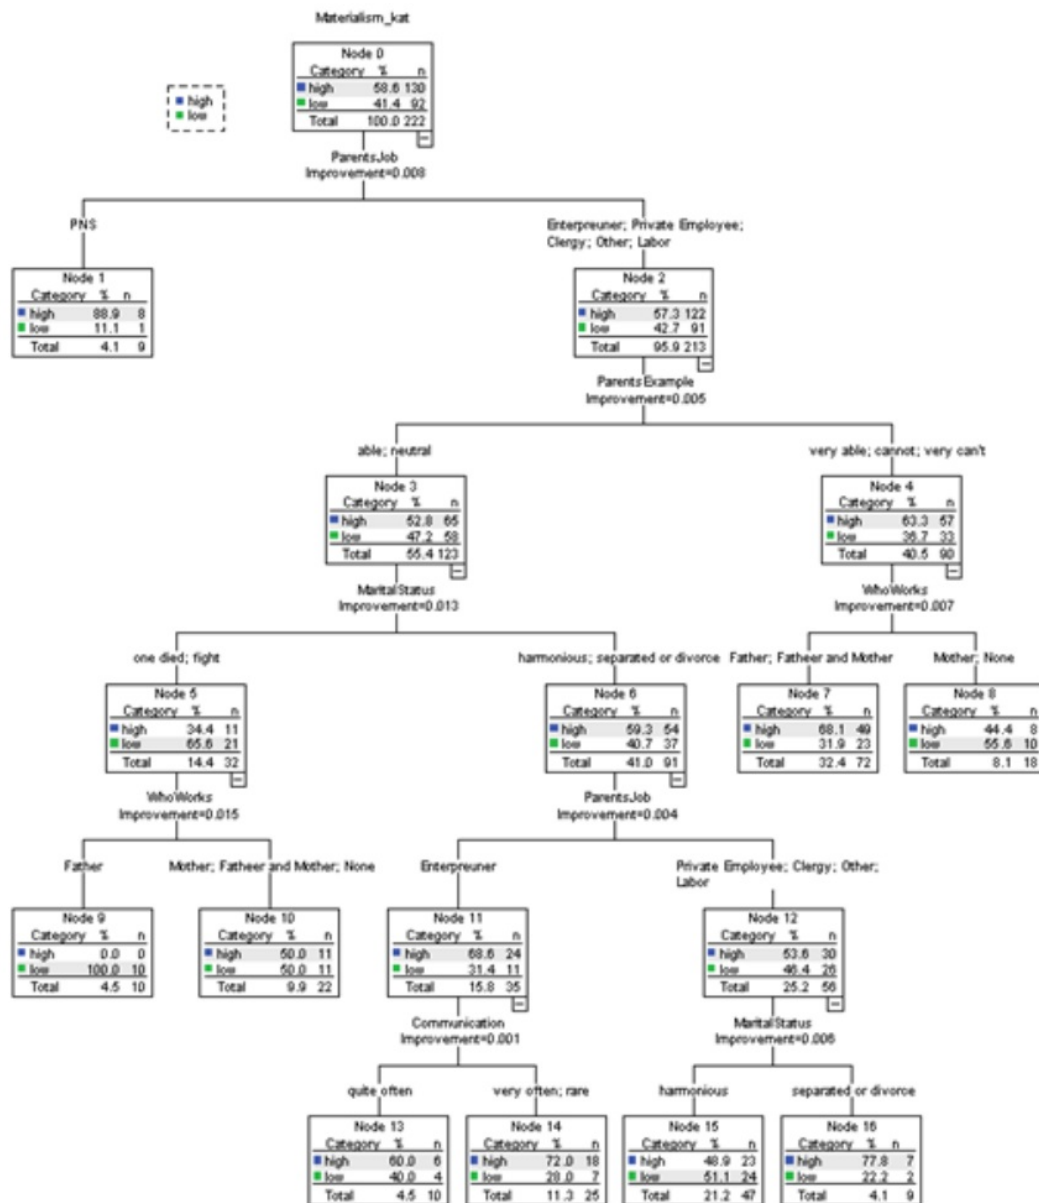 Materialism_kat
Node 0
Category % n
high 58.6 130
low 41.4 92
Total 100.0 222
high
low
ParentsJob
Improvement=0.008
PNS
Enterpreuner; Private Employee;
Clergy; Other; Labor
Node 1
Category % n
high 88.9 8
low 11.1 1
Total 4.1 9
Node 2
Category % n
high 57.3 122
low 42.7 91
Total 95.9 213
ParentsExample
Improvement=0.005
able; neutral
very able; cannot; very can't
Node 3
Category % n
high 52.8 65
low 47.2 58
Total 55.4 123
Node 4
Category % n
high 63.3 57
low 36.7 33
Total 40.5 90
MaritalStatus
Improvement=0.013
WhoWorks
Improvement=0.007
one died; fight
harmonious; separated or divorce
Father; Fatheer and Mother
Mother; None
Node 5
Category % n
high 34.4 11
low 65.6 21
Total 14.4 32
Node 6
Category % n
high 59.3 54
low 40.7 37
Total 41.0 91
Node 7
Category % n
high 68.1 49
low 31.9 23
Total 32.4 72
Node 8
Category % n
high 44.4 8
low 55.6 10
Total 8.1 18
WhoWorks
Improvement=0.015
ParentsJob
Improvement=0.004
Father
Mother; Fatheer and Mother; None
Enterpreuner
Private Employee; Clergy; Other;
Labor
Node 9
Category % n
high 0.0 0
low 100.0 10
Total 4.5 10
Node 10
Category % n
high 50.0 11
low 50.0 11
Total 9.9 22
Node 11
Category % n
high 68.6 24
low 31.4 11
Total 15.8 35
Node 12
Category % n
high 53.6 30
low 46.4 26
Total 25.2 56
Communication
Improvement=0.001
MaritalStatus
Improvement=0.006
quite often
very often; rare
harmonious
separated or divorce
Node 13
Category % n
high 60.0 6
low 40.0 4
Total 4.5 10
Node 14
Category % n
high 72.0 18
low 28.0 7
Total 11.3 25
Node 15
Category % n
high 48.9 23
low 51.1 24
Total 21.2 47
Node 16
Category % n
high 77.8 7
low 22.2 2
Total 4.1 9